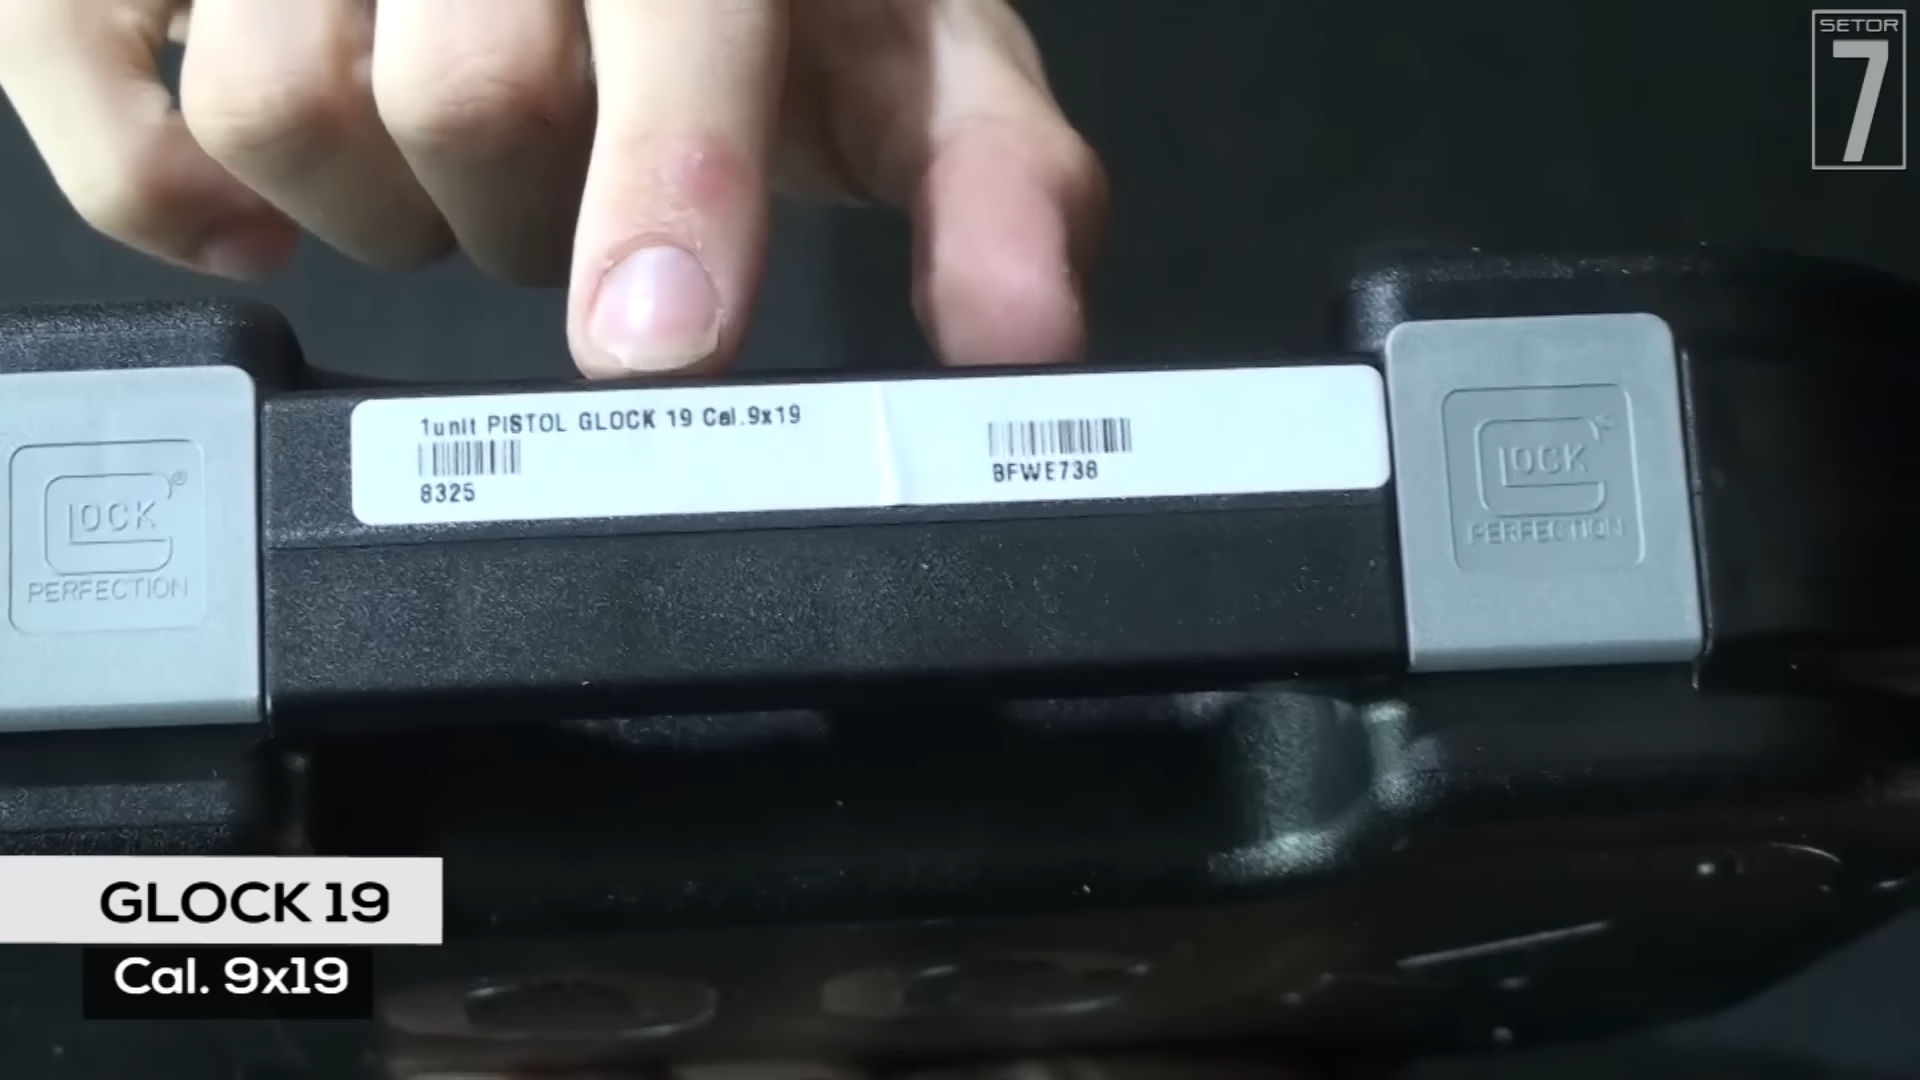 SETOR
7
1unit PISTOL GLOCK 19 Cal.9x19
8325
BFWE738
GLOCK
PERFECTION
GLOCK
PERFECTION
GLOCK 19
Cal. 9x19